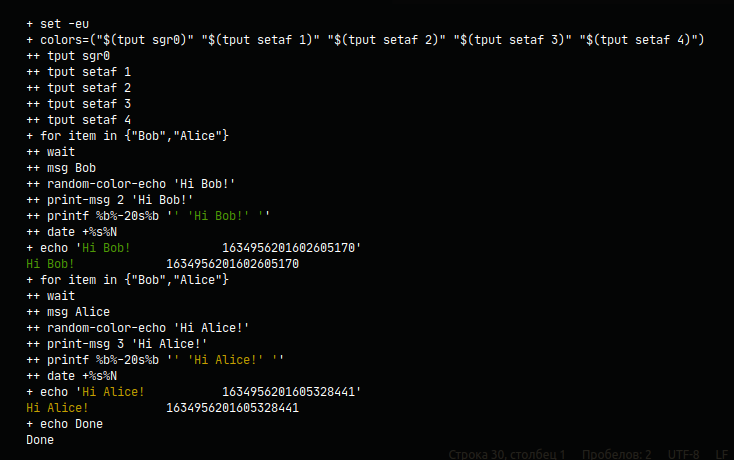 + set -eu
+ colors=("$(tput sgr0)" "$(tput setaf 1)" "$(tput setaf 2)" "$(tput setaf 3)" "$(tput setaf 4)")
++ tput sgr0
++ tput setaf 1
++ tput setaf 2
++ tput setaf 3
++ tput setaf 4
+ for item in {"Bob","Alice"}
++ wait
++ msg Bob
++ random-color-echo 'Hi Bob!'
++ print-msg 2 'Hi Bob!'
++ printf %b%-20s%b '' 'Hi Bob!' ''
++ date +%s%N
+ echo 'Hi Bob!             1634956201602605170'
Hi Bob!             1634956201602605170
+ for item in {"Bob","Alice"}
++ wait
++ msg Alice
++ random-color-echo 'Hi Alice!'
++ print-msg 3 'Hi Alice!'
++ printf %b%-20s%b '' 'Hi Alice!' ''
++ date +%s%N
+ echo 'Hi Alice!           1634956201605328441'
Hi Alice!           1634956201605328441
+ echo Done
Done
Строка 30, столбец 1 Пробелов: 2 UTF-8 LF